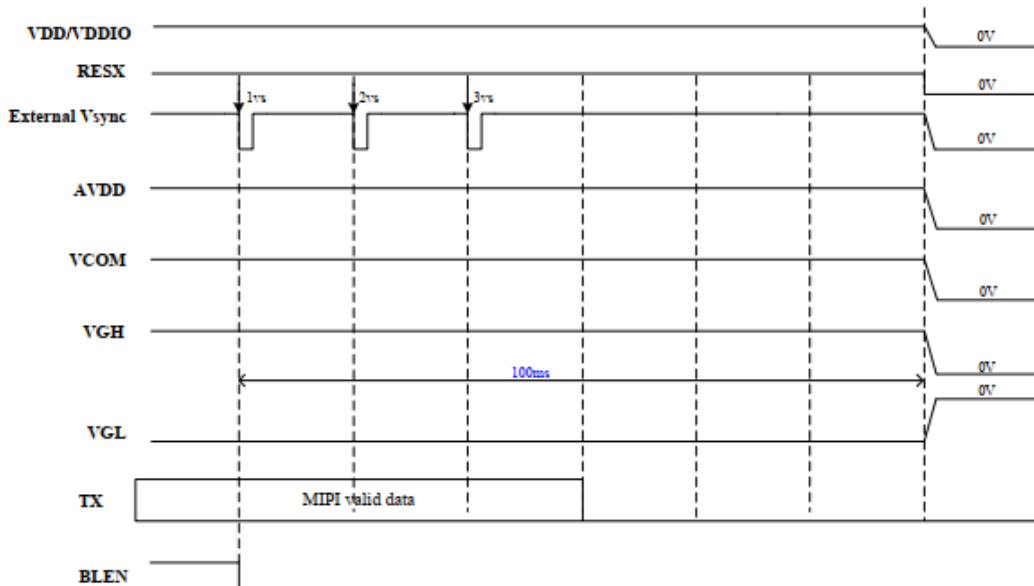 VDD/VDDIO
0V
RESX
0V
1vs
2vs
3vs
External Vsync
0V
AVDD
0V
VCOM
0V
VGH
0V
100ms
0V
VGL
TX
MIPI valid data
BLEN